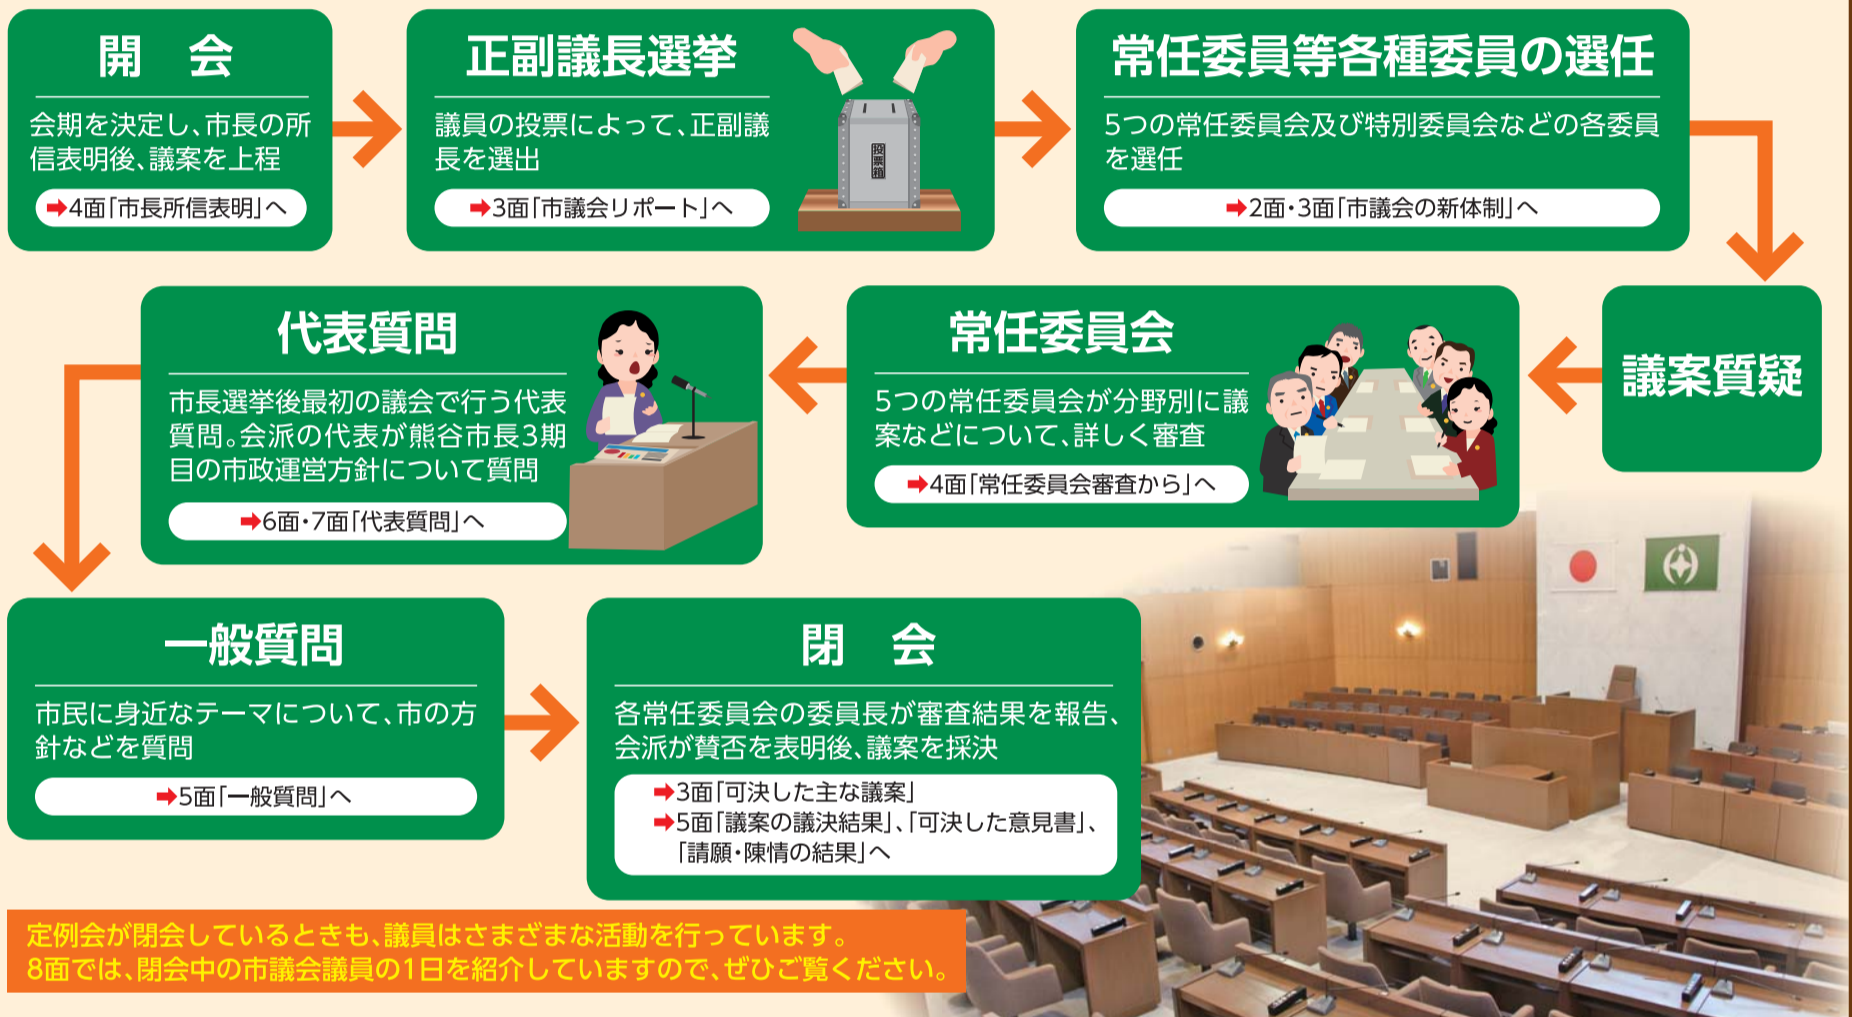 開　会
会期を決定し、市長の所
信表明後、議案を上程
➡4面「市長所信表明」へ
正副議長選挙
議員の投票によって、正副議
長を選出
➡3面「市議会リポート」へ
投票箱
常任委員等各種委員の選任
5つの常任委員会及び特別委員会などの各委員
を選任
➡2面・3面「市議会の新体制」へ
議案質疑
常任委員会
5つの常任委員会が分野別に議
案などについて、詳しく審査
➡4面「常任委員会審査から」へ
代表質問
市長選挙後最初の議会で行う代表
質問。会派の代表が熊谷市長3期
目の市政運営方針について質問
➡6面・7面「代表質問」へ
一般質問
市民に身近なテーマについて、市の方
針などを質問
➡5面「一般質問」へ
閉　会
各常任委員会の委員長が審査結果を報告、
会派が賛否を表明後、議案を採決
➡3面「可決した主な議案」
➡5面「議案の議決結果」、「可決した意見書」、
「請願・陳情の結果」へ
定例会が閉会しているときも、議員はさまざまな活動を行っています。
8面では、閉会中の市議会議員の1日を紹介していますので、ぜひご覧ください。